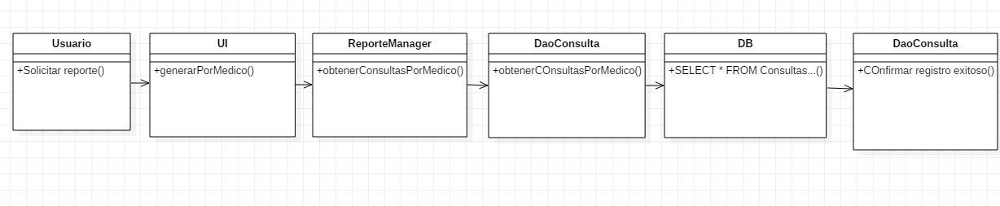 Usuario
+Solicitar reporte()
UI
+generarPorMedico()
ReporteManager
+obtenerConsultasPorMedico()
DaoConsulta
+obtenerCOnsultasPorMedico()
DB
+SELECT * FROM Consultas...()
DaoConsulta
+COnfirmar registro exitoso()